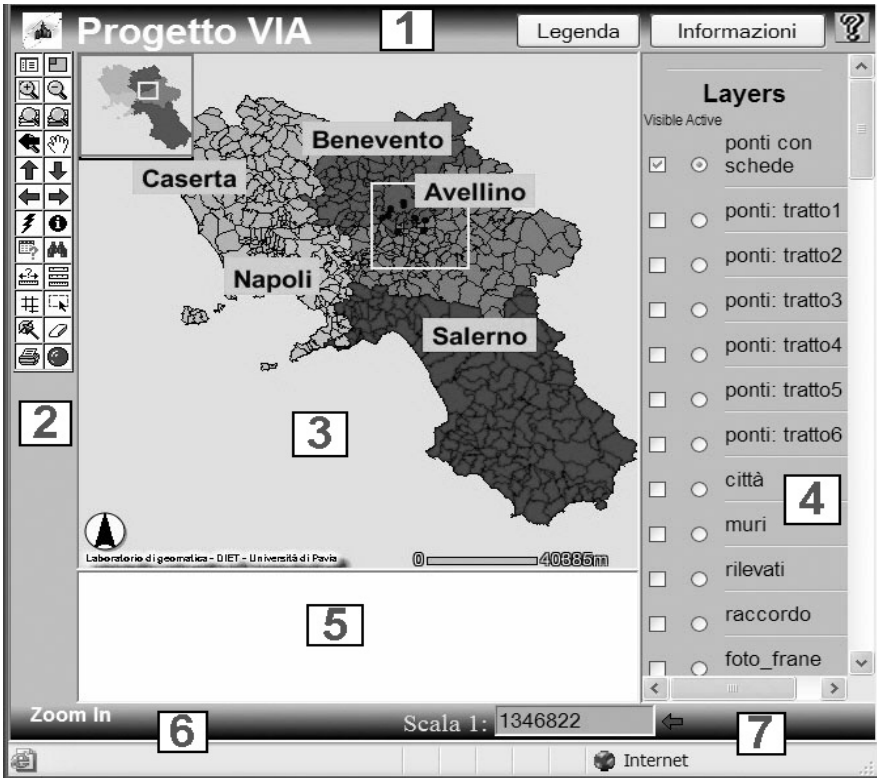 Progetto VIA
1
Legenda
Informazioni
?
Layers
Visible Active
ponti con schede
ponti: tratto1
ponti: tratto2
ponti: tratto3
ponti: tratto4
ponti: tratto5
ponti: tratto6
città
muri
rilevati
raccordo
foto_frane
4
Benevento
Caserta
Avellino
Napoli
Salerno
2
3
Laboratorio di geomatica - DIET - Università di Pavia
0 40385m
5
Zoom In
6
Scala 1: 1346822
7
Internet